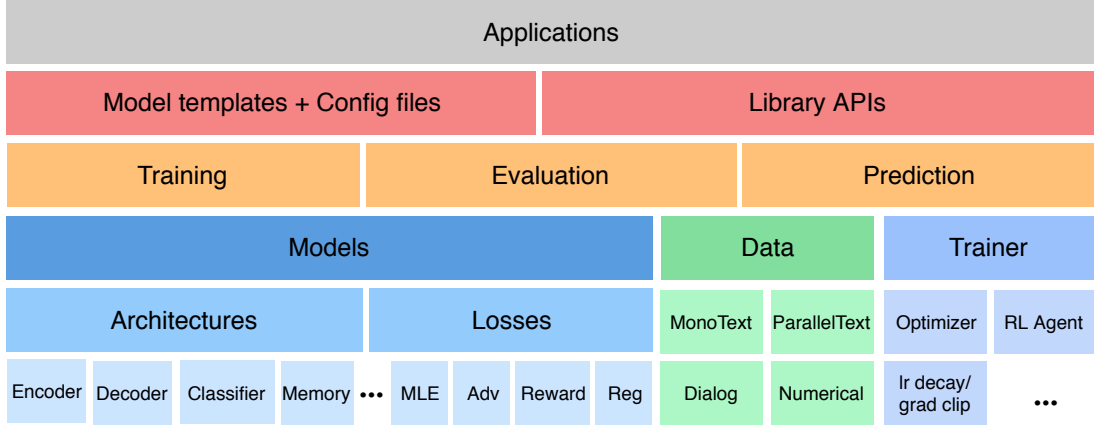 Applications
Model templates + Config files
Library APIs
Training
Evaluation
Prediction
Models
Data
Trainer
Architectures
Losses
MonoText
ParallelText
Optimizer
RL Agent
Encoder
Decoder
Classifier
Memory
...
MLE
Adv
Reward
Reg
Dialog
Numerical
lr decay/
grad clip
...